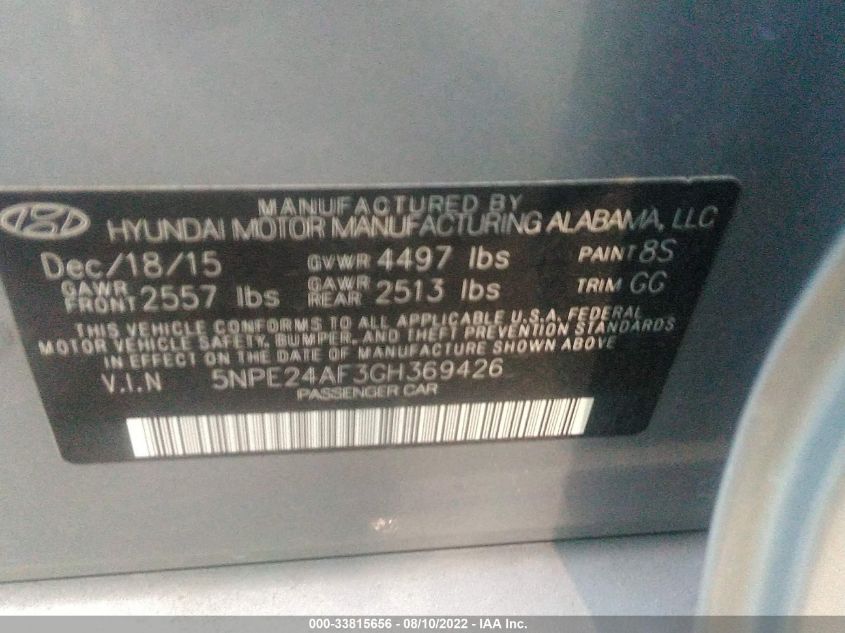 MANUFACTURED BY
HYUNDAI MOTOR MANUFACTURING ALABAMA, LLC
Dec/18/15 GVWR 4497 lbs PAINT 8S
GAWR FRONT 2557 lbs GAWR REAR 2513 lbs TRIM GG
THIS VEHICLE CONFORMS TO ALL APPLICABLE U.S.A. FEDERAL
MOTOR VEHICLE SAFETY, BUMPER, AND THEFT PREVENTION STANDARDS
IN EFFECT ON THE DATE OF MANUFACTURE SHOWN ABOVE
V.I.N 5NPE24AF3GH369426
PASSENGER CAR
000-33815656 - 08/10/2022 - IAA Inc.